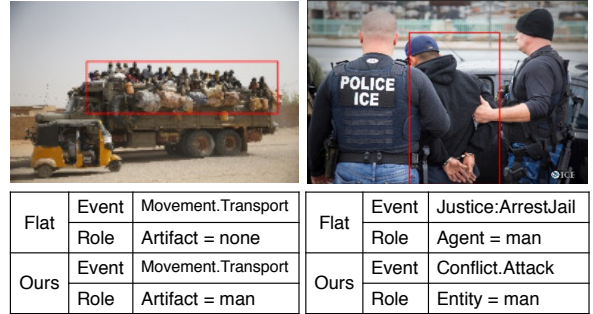 POLICE
ICE
ICE
Flat Event Movement.Transport
Role Artifact = none
Ours Event Movement.Transport
Role Artifact = man
Flat Event Justice:ArrestJail
Role Agent = man
Ours Event Conflict.Attack
Role Entity = man